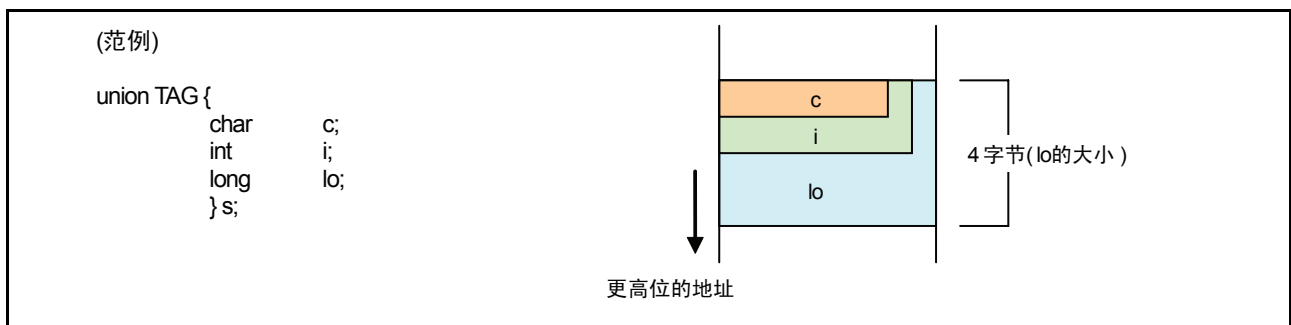 (范例)
union TAG {
char c;
int i;
long lo;
} s;
c
i
lo
4字节( lo的大小 )
更高位的地址